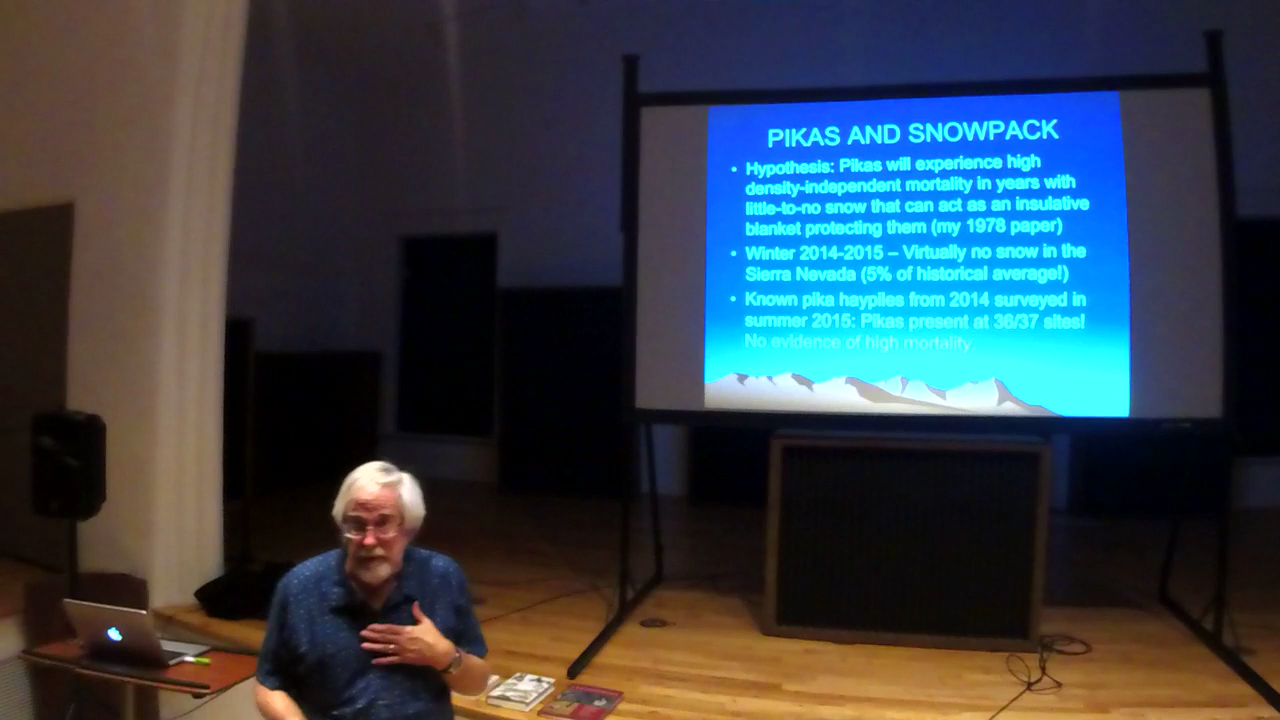 PIKAS AND SNOWPACK
• Hypothesis: Pikas will experience high
density-independent mortality in years with
little-to-no snow that can act as an insulative
blanket protecting them (my 1978 paper)
• Winter 2014-2015 – Virtually no snow in the
Sierra Nevada (5% of historical average!)
• Known pika haypiles from 2014 surveyed in
summer 2015: Pikas present at 36/37 sites!
No evidence of high mortality.